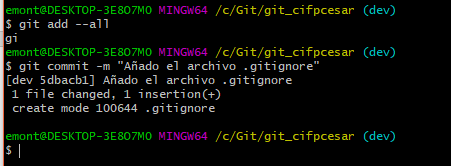 emont@DESKTOP-3E8O7M0 MINGW64 /c/Git/git_cifpcesar (dev)
$ git add --all
gi
$ git commit -m "Añado el archivo .gitignore"
[dev 5dbacb1] Añado el archivo .gitignore
 1 file changed, 1 insertion(+)
 create mode 100644 .gitignore
emont@DESKTOP-3E8O7M0 MINGW64 /c/Git/git_cifpcesar (dev)
$